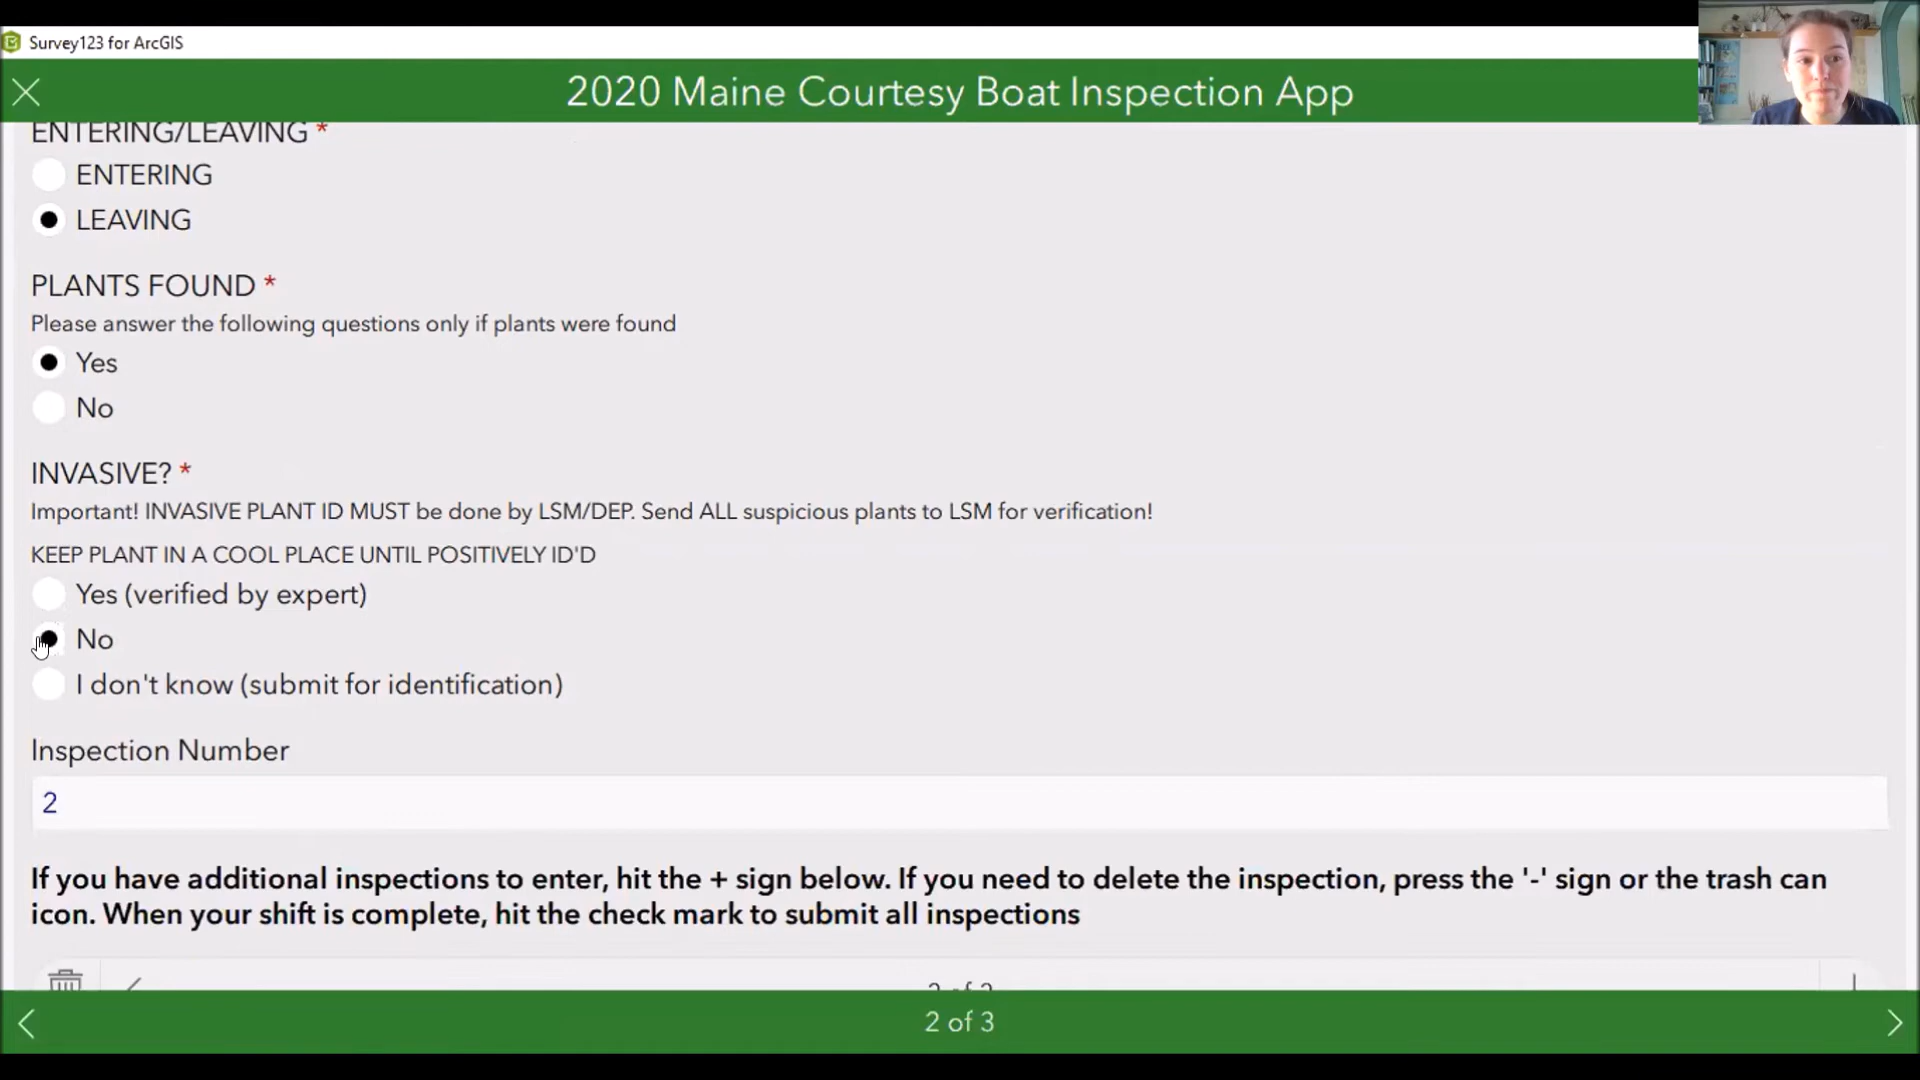 Survey123 for ArcGIS
2020 Maine Courtesy Boat Inspection App
ENTERING/LEAVING *
ENTERING
LEAVING
PLANTS FOUND *
Please answer the following questions only if plants were found
Yes
No
INVASIVE? *
Important! INVASIVE PLANT ID MUST be done by LSM/DEP. Send ALL suspicious plants to LSM for verification!
KEEP PLANT IN A COOL PLACE UNTIL POSITIVELY ID'D
Yes (verified by expert)
No
I don't know (submit for identification)
Inspection Number
2
If you have additional inspections to enter, hit the + sign below. If you need to delete the inspection, press the '-' sign or the trash can
icon. When your shift is complete, hit the check mark to submit all inspections
2 of 2
2 of 3